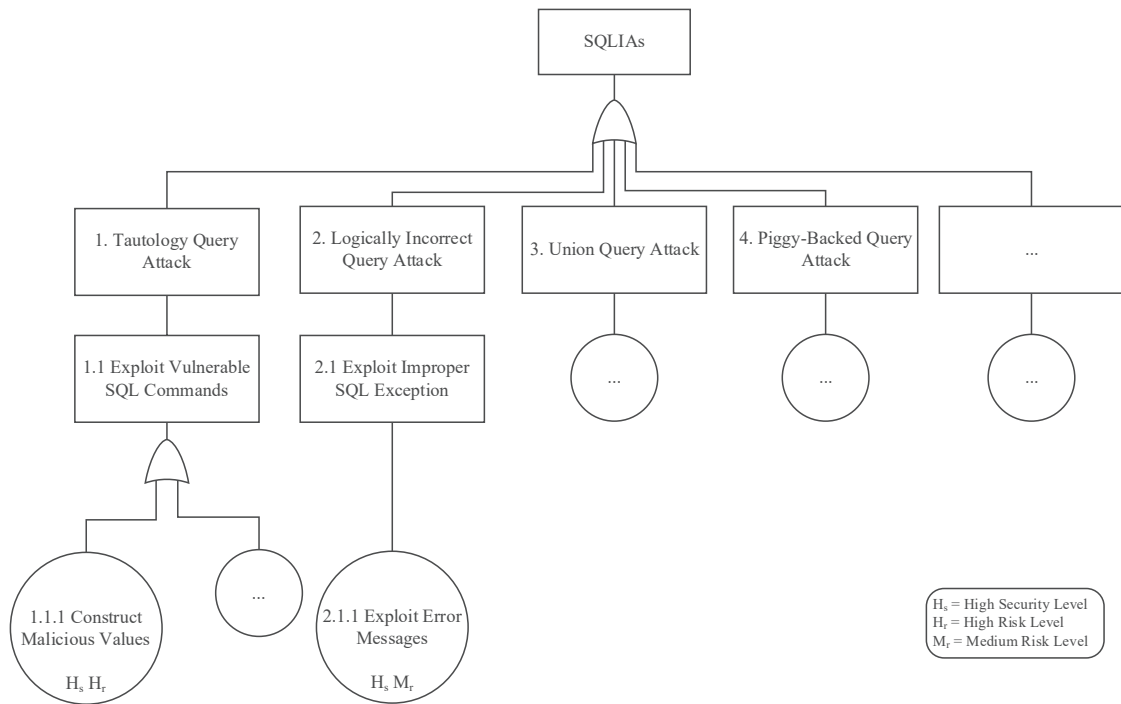 SQLIAs
1. Tautology Query
Attack
2. Logically Incorrect
Query Attack
3. Union Query Attack
4. Piggy-Backed Query
Attack
...
1.1 Exploit Vulnerable
SQL Commands
2.1 Exploit Improper
SQL Exception
...
...
...
1.1.1 Construct
Malicious Values
Hs Hr
...
2.1.1 Exploit Error
Messages
Hs Mr
Hs = High Security Level
Hr = High Risk Level
Mr = Medium Risk Level